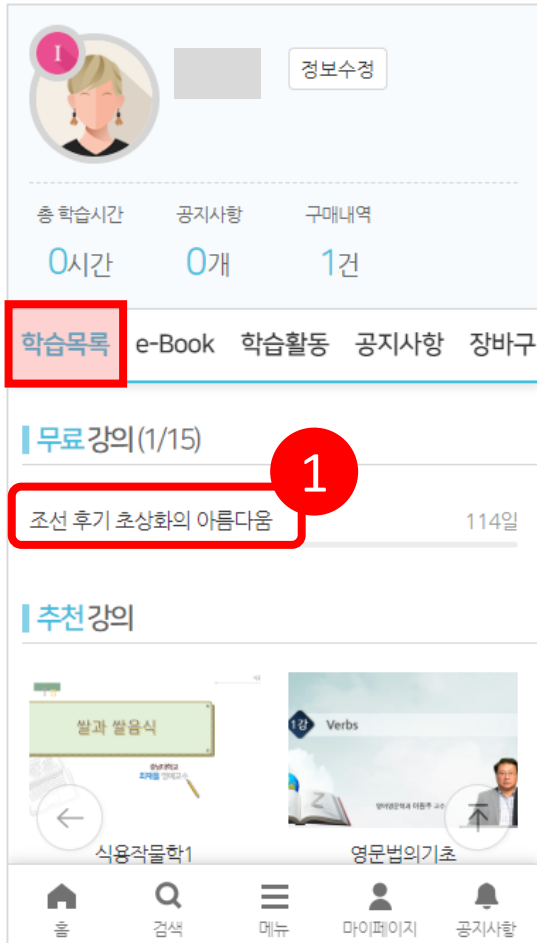 I
정보수정
총 학습시간 공지사항 구매내역
0시간 0개 1건
학습목록 e-Book 학습활동 공지사항 장바구
무료강의(1/15)
1
조선 후기 초상화의 아름다움 114일
추천강의
쌀과 쌀음식
1강 Verbs
식용작물학1 영문법의기초
홈 검색 메뉴 마이페이지 공지사항